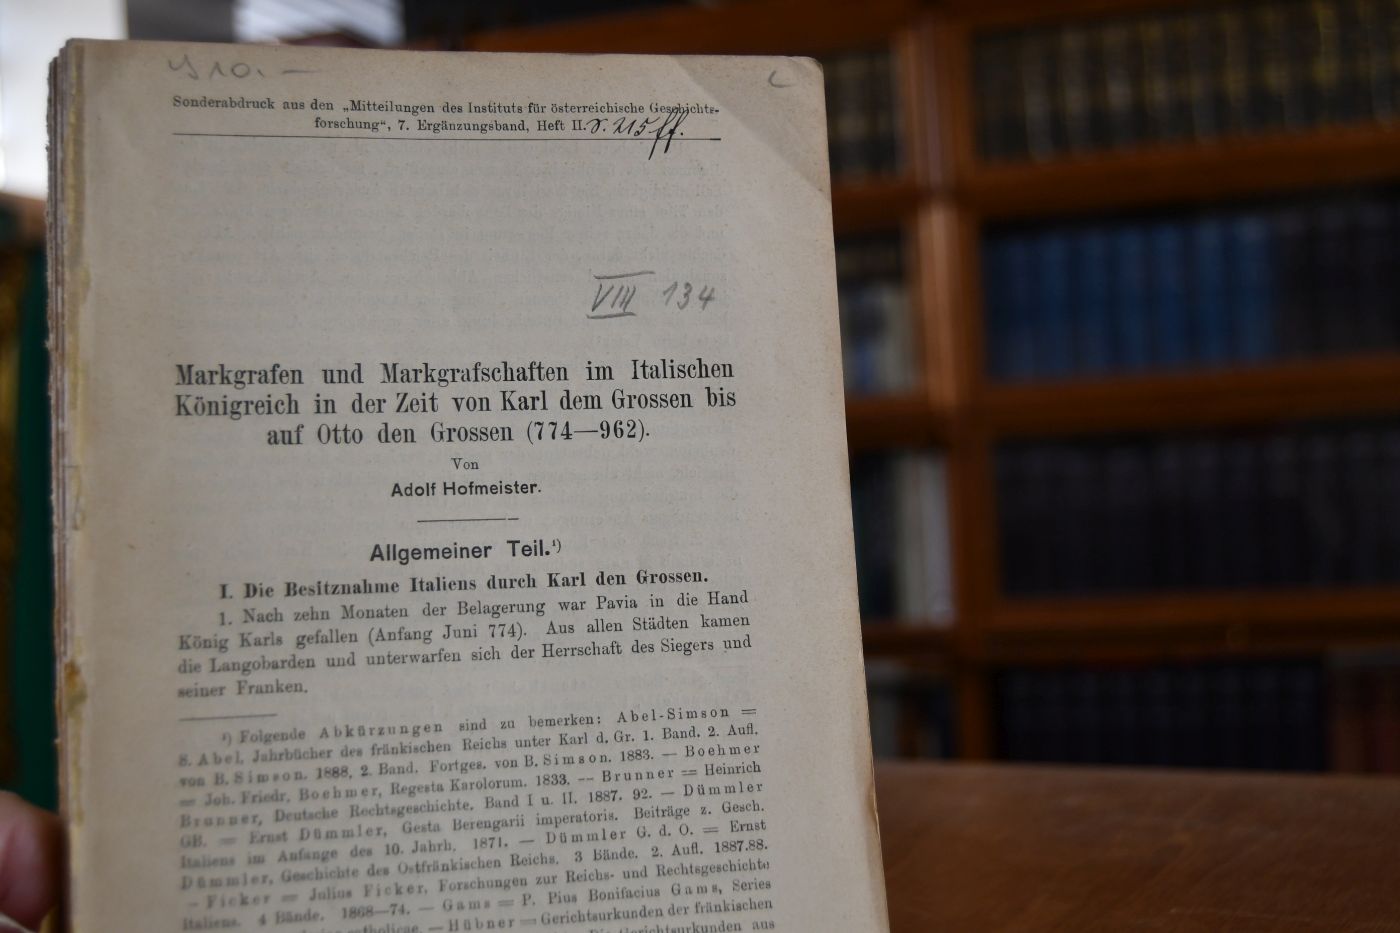 Sonderabdruck aus den „Mitteilungen des Instituts für österreichische Geschichts-
forschung“, 7. Ergänzungsband, Heft II. S. 215 ff.
VIII 134
Markgrafen und Markgrafschaften im Italischen
Königreich in der Zeit von Karl dem Grossen bis
auf Otto den Grossen (774—962).
Von
Adolf Hofmeister.
Allgemeiner Teil.¹)
I. Die Besitznahme Italiens durch Karl den Grossen.
1. Nach zehn Monaten der Belagerung war Pavia in die Hand
König Karls gefallen (Anfang Juni 774). Aus allen Städten kamen
die Langobarden und unterwarfen sich der Herrschaft des Siegers und
seiner Franken.
¹) Folgende Abkürzungen sind zu bemerken: Abel-Simson =
S. Abel, Jahrbücher des fränkischen Reichs unter Karl d. Gr. 1. Band. 2. Aufl.
von B. Simson. 1888, 2. Band. Fortges. von B. Simson. 1883. — Boehmer
= Joh. Friedr. Boehmer, Regesta Karolorum. 1833. — Brunner = Heinrich
Brunner, Deutsche Rechtsgeschichte. Band I u. II. 1887. 92. — Dümmler
GB. = Ernst Dümmler, Gesta Berengarii imperatoris. Beiträge z. Gesch.
Italiens im Anfange des 10. Jahrh. 1871. — Dümmler G. d. O. = Ernst
Dümmler, Geschichte des Ostfränkischen Reichs. 3 Bände. 2. Aufl. 1887.88.
- Ficker = Julius Ficker, Forschungen zur Reichs- und Rechtsgeschichte
Italiens. 4 Bände. 1868—74. — Gams = P. Pius Bonifacius Gams, Series
— Hübner = Gerichtsurkunden der fränkischen